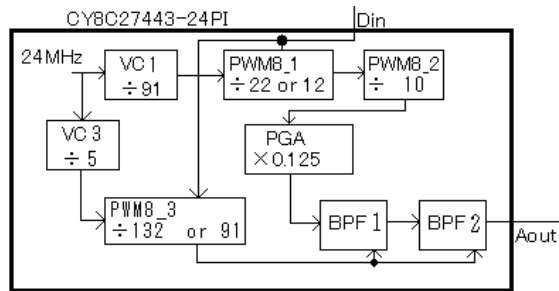 CY8C27443-24PI
Din
24MHz
VC1
÷91
PWM8_1
÷22 or 12
PWM8_2
÷ 10
VC3
÷ 5
PGA
×0.125
PWM8_3
÷132 or 91
BPF1
BPF2
Aout